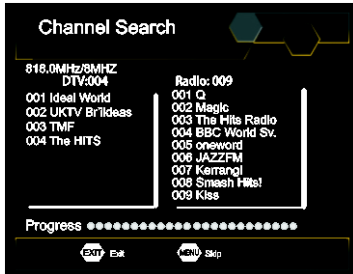 Channel Search
818.0MHz/8MHZ
DTV:004
001 Ideal World
002 UKTV Br'Ideas
003 TMF
004 The HITS
Radio: 009
001 Q
002 Magic
003 The Hits Radio
004 BBC World Sv.
005 oneword
006 JAZZFM
007 Kerrang!
008 Smash Hits!
009 Kiss
Progress
EXIT Exit
MENU Skip